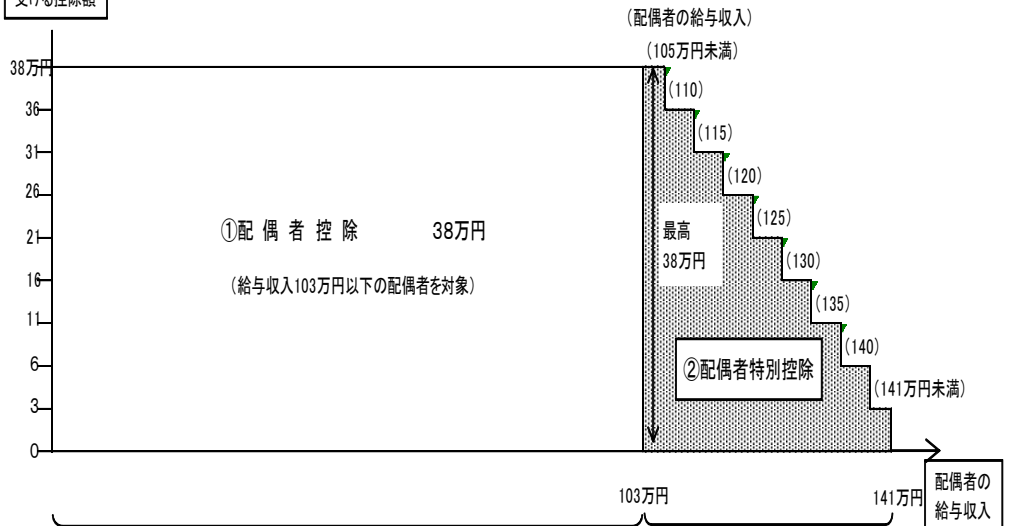 受ける控除額
(配偶者の給与収入)
(105万円未満)
38万円
(110)
36
(115)
31
(120)
26
(125)
21
(130)
16
(135)
11
(140)
6
(141万円未満)
3
0
①配 偶 者 控 除 38万円
(給与収入103万円以下の配偶者を対象)
最高
38万円
②配偶者特別控除
103万円
141万円
配偶者の
給与収入